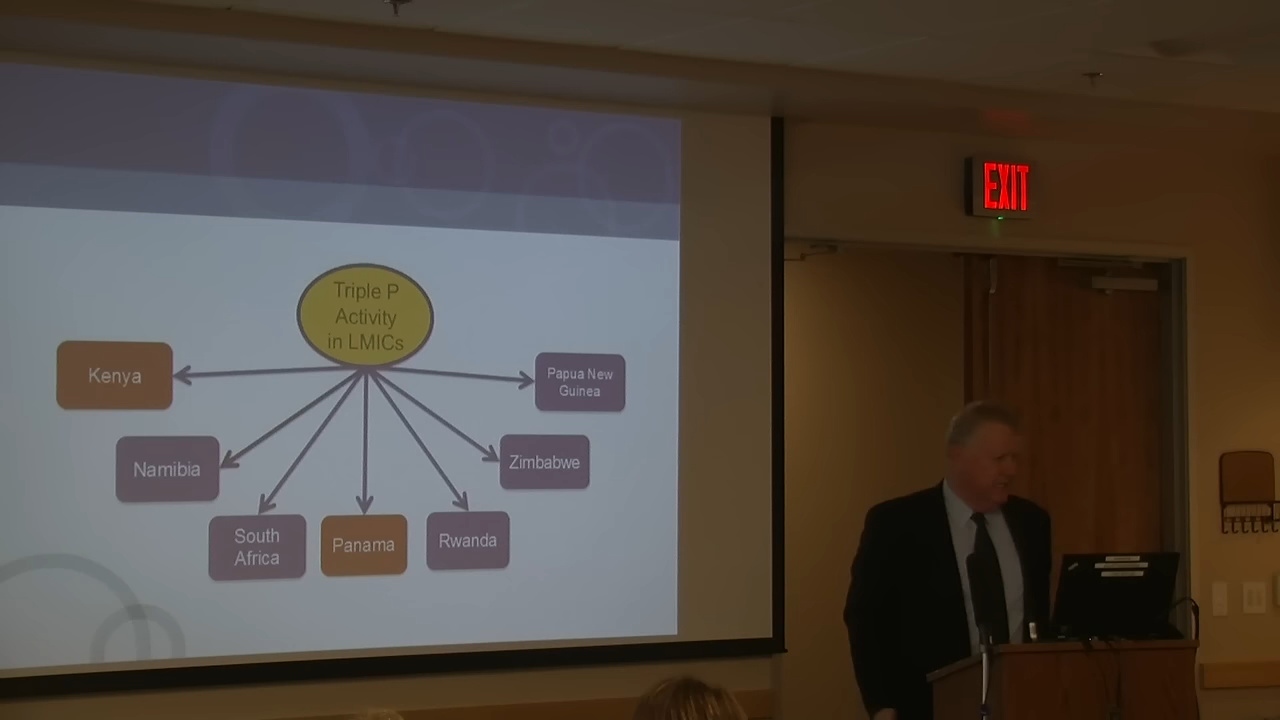 EXIT
Triple P
Activity
in LMICs
Kenya
Papua New
Guinea
Namibia
Zimbabwe
South
Africa
Panama
Rwanda